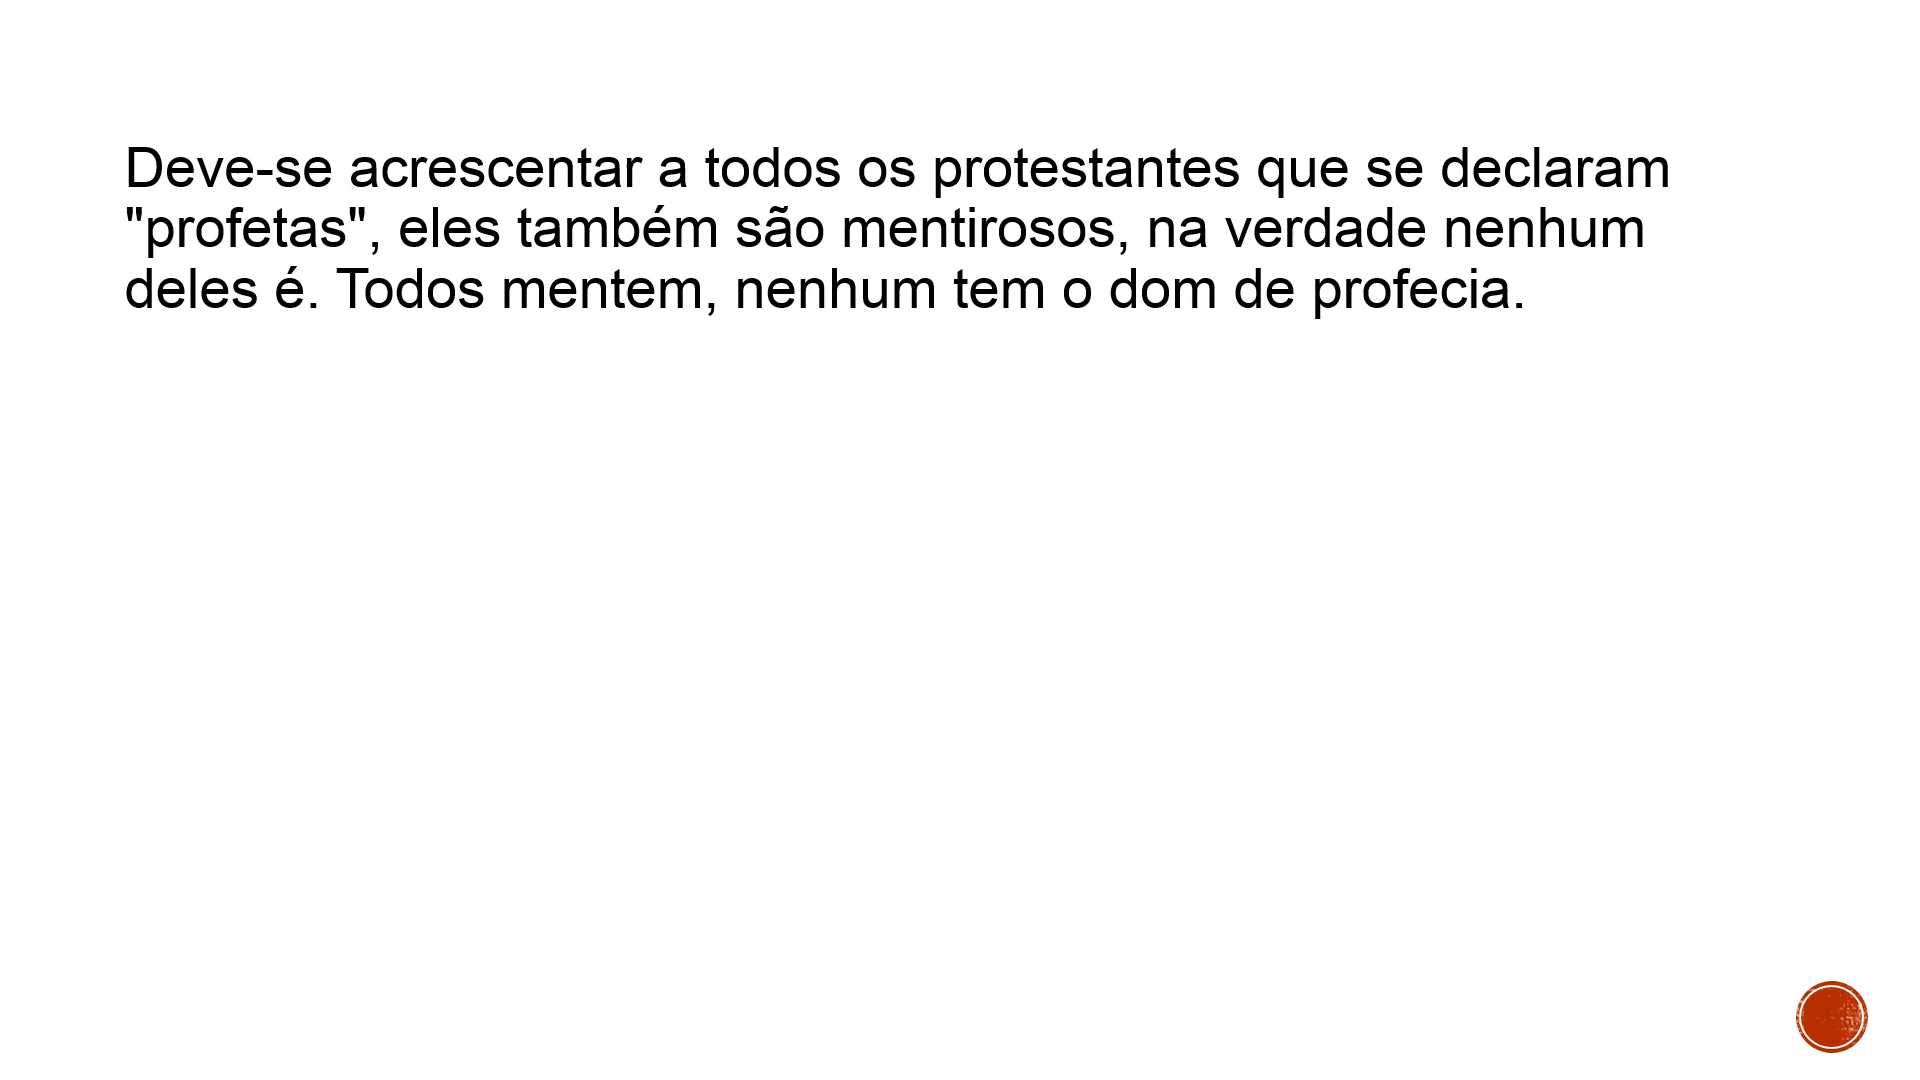 Deve-se acrescentar a todos os protestantes que se declaram
"profetas", eles também são mentirosos, na verdade nenhum
deles é. Todos mentem, nenhum tem o dom de profecia.